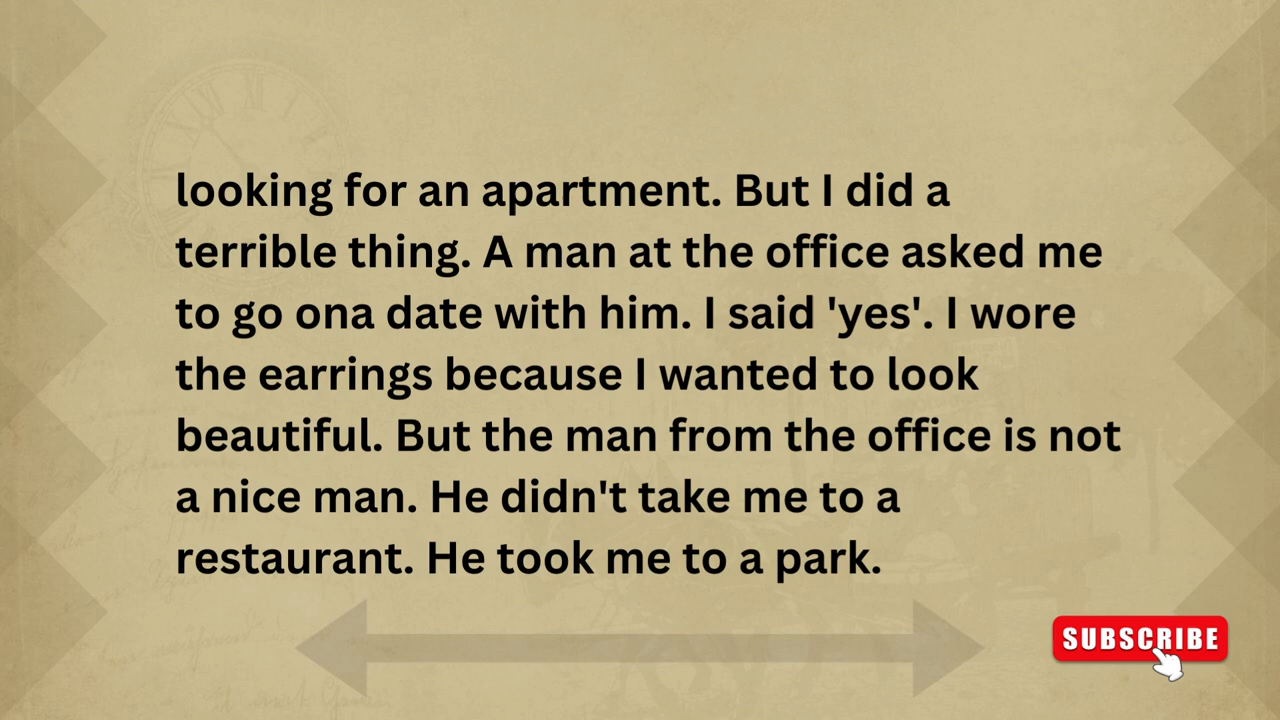 looking for an apartment. But I did a
terrible thing. A man at the office asked me
to go ona date with him. I said 'yes'. I wore
the earrings because I wanted to look
beautiful. But the man from the office is not
a nice man. He didn't take me to a
restaurant. He took me to a park.
SUBSCRIBE